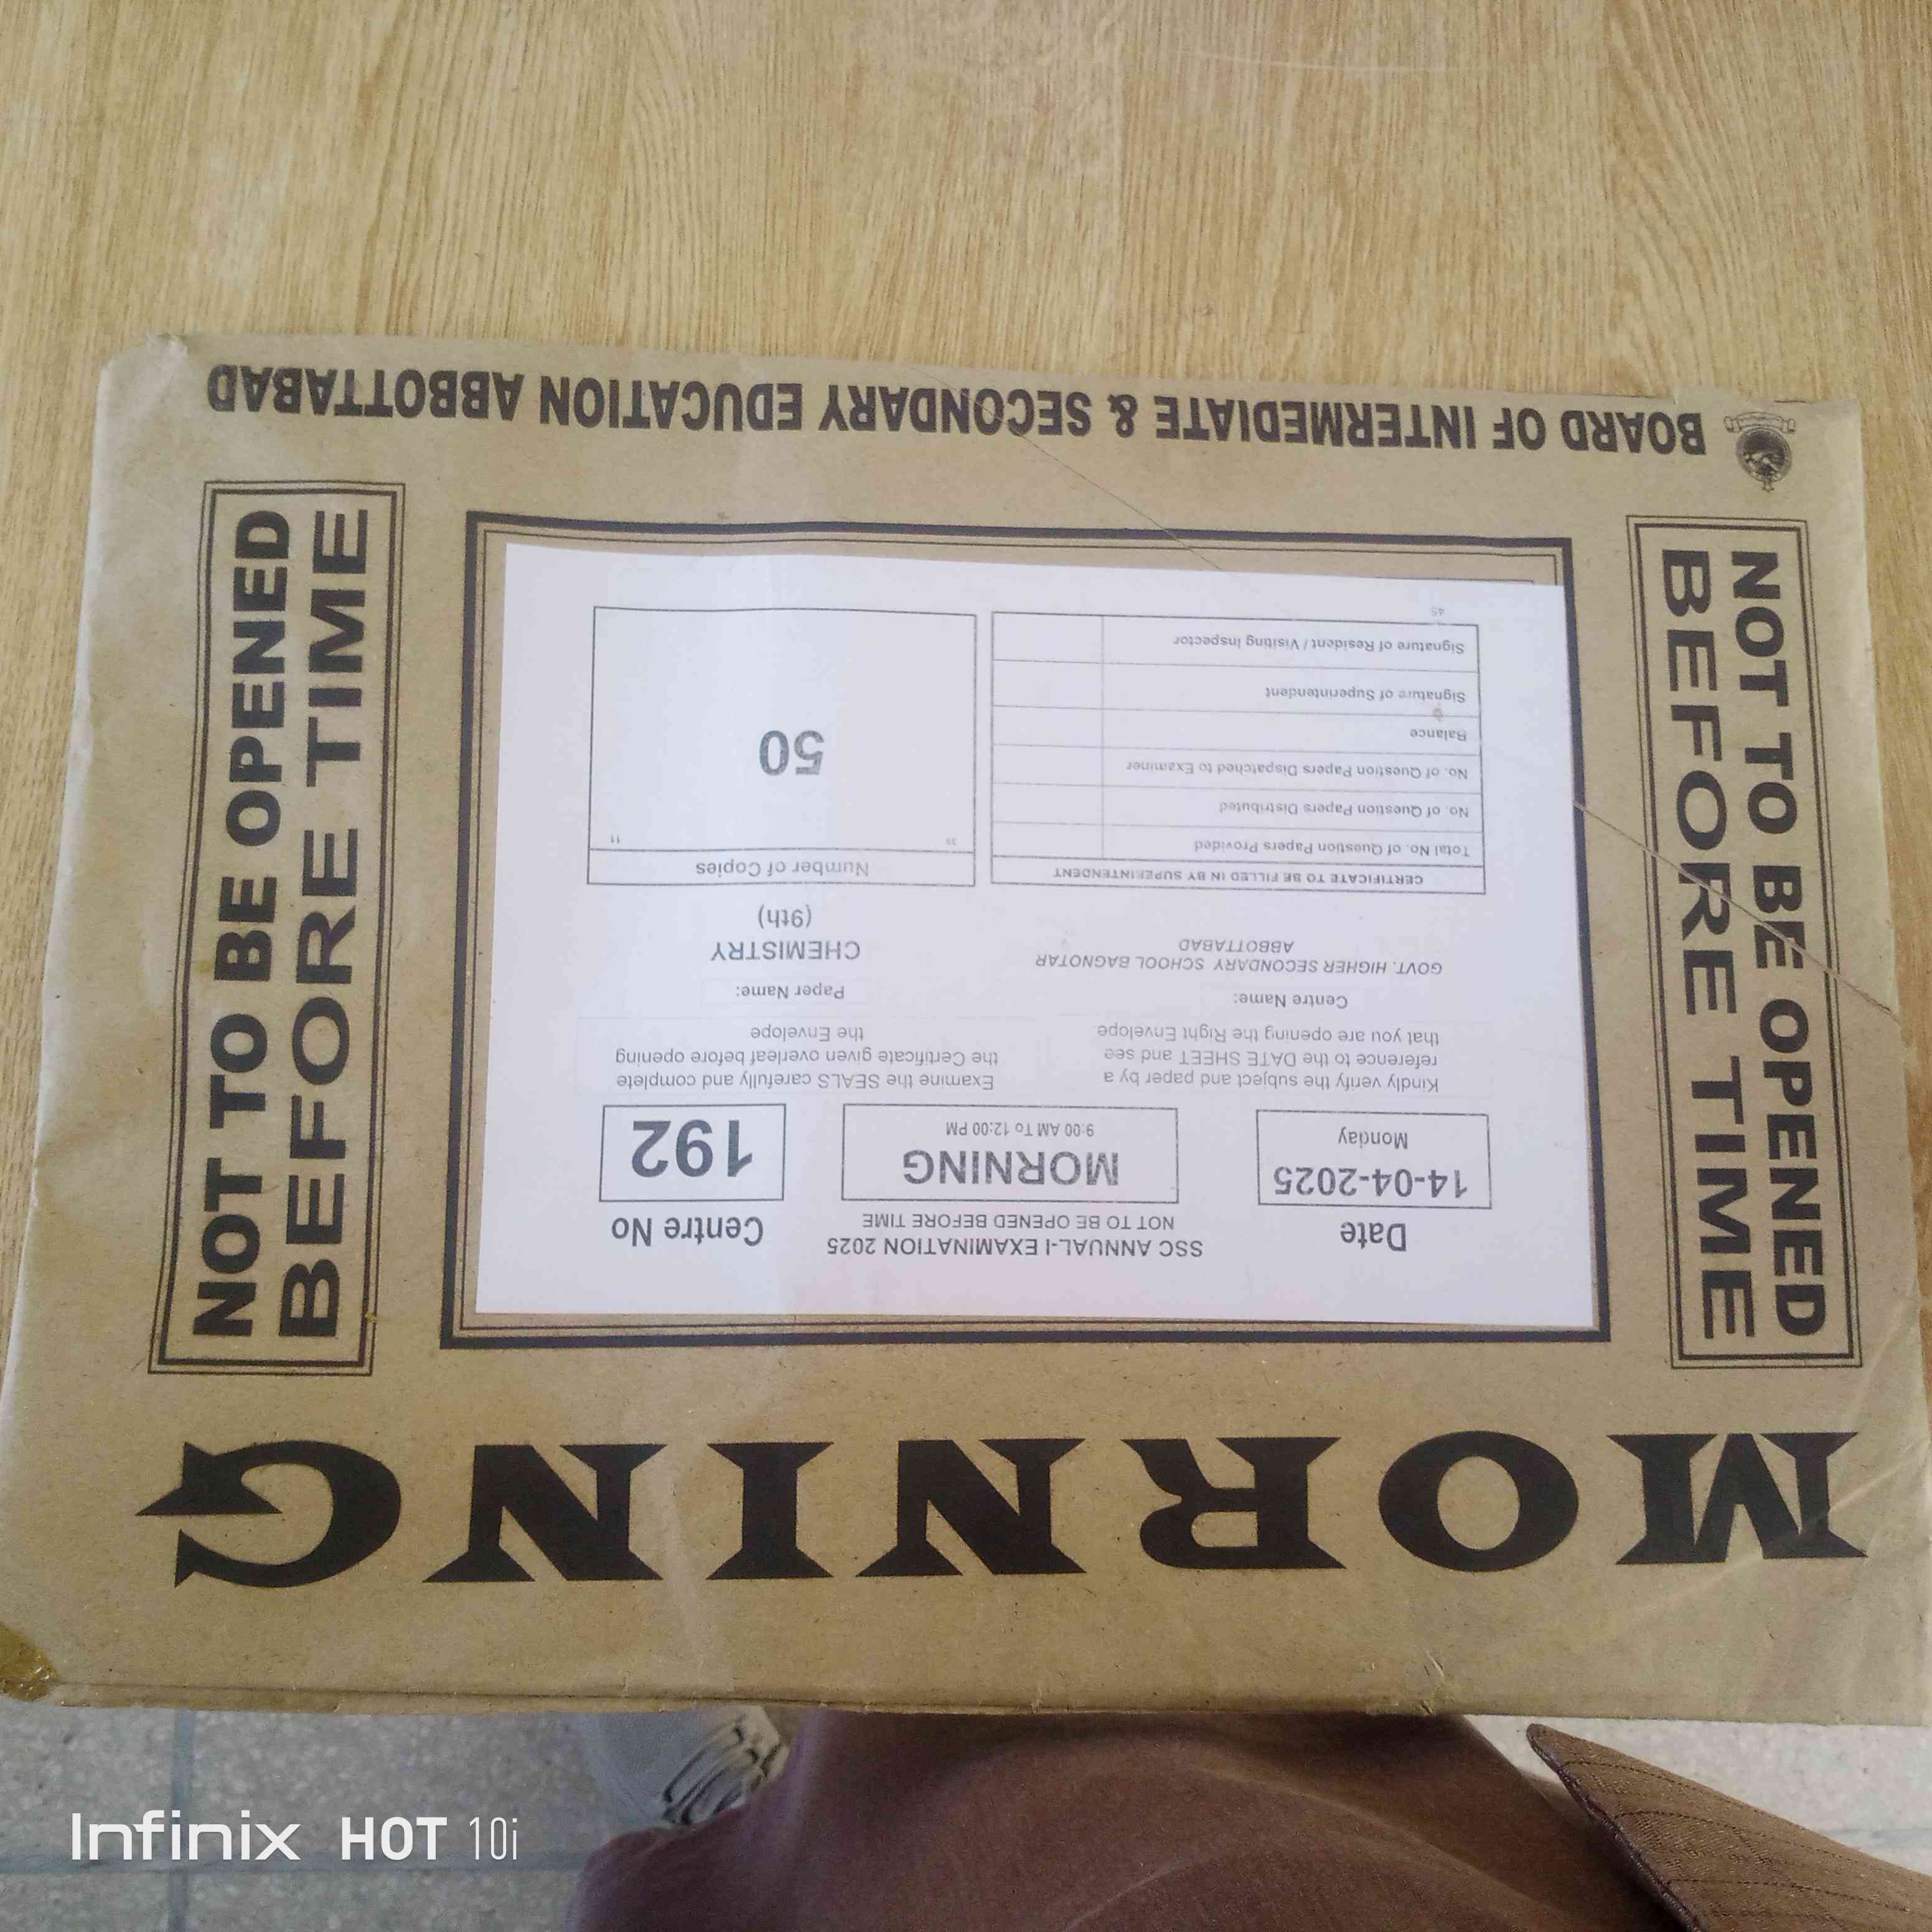 BOARD OF INTERMEDIATE & SECONDARY EDUCATION ABBOTTABAD
MORNING
NOT TO BE OPENED
BEFORE TIME
NOT TO BE OPENED
BEFORE TIME
SSC ANNUAL-I EXAMINATION 2025
NOT TO BE OPENED BEFORE TIME
Date
14-04-2025
Monday
MORNING
9:00 AM To 12:00 PM
Centre No
192
Kindly verify the subject and paper by a
reference to the DATE SHEET and see
that you are opening the Right Envelope
Examine the SEALS carefully and complete
the Certificate given overleaf before opening
the Envelope
Centre Name:
GOVT. HIGHER SECONDARY SCHOOL BAGNOTAR
ABBOTTABAD
Paper Name:
CHEMISTRY
(9th)
CERTIFICATE TO BE FILLED IN BY SUPERINTENDENT
Total No. of Question Papers Provided
No. of Question Papers Distributed
No. of Question Papers Dispatched to Examiner
Balance
Signature of Superintendent
Signature of Resident / Visiting Inspector
45
Number of Copies
39
11
50
Infinix HOT 10i